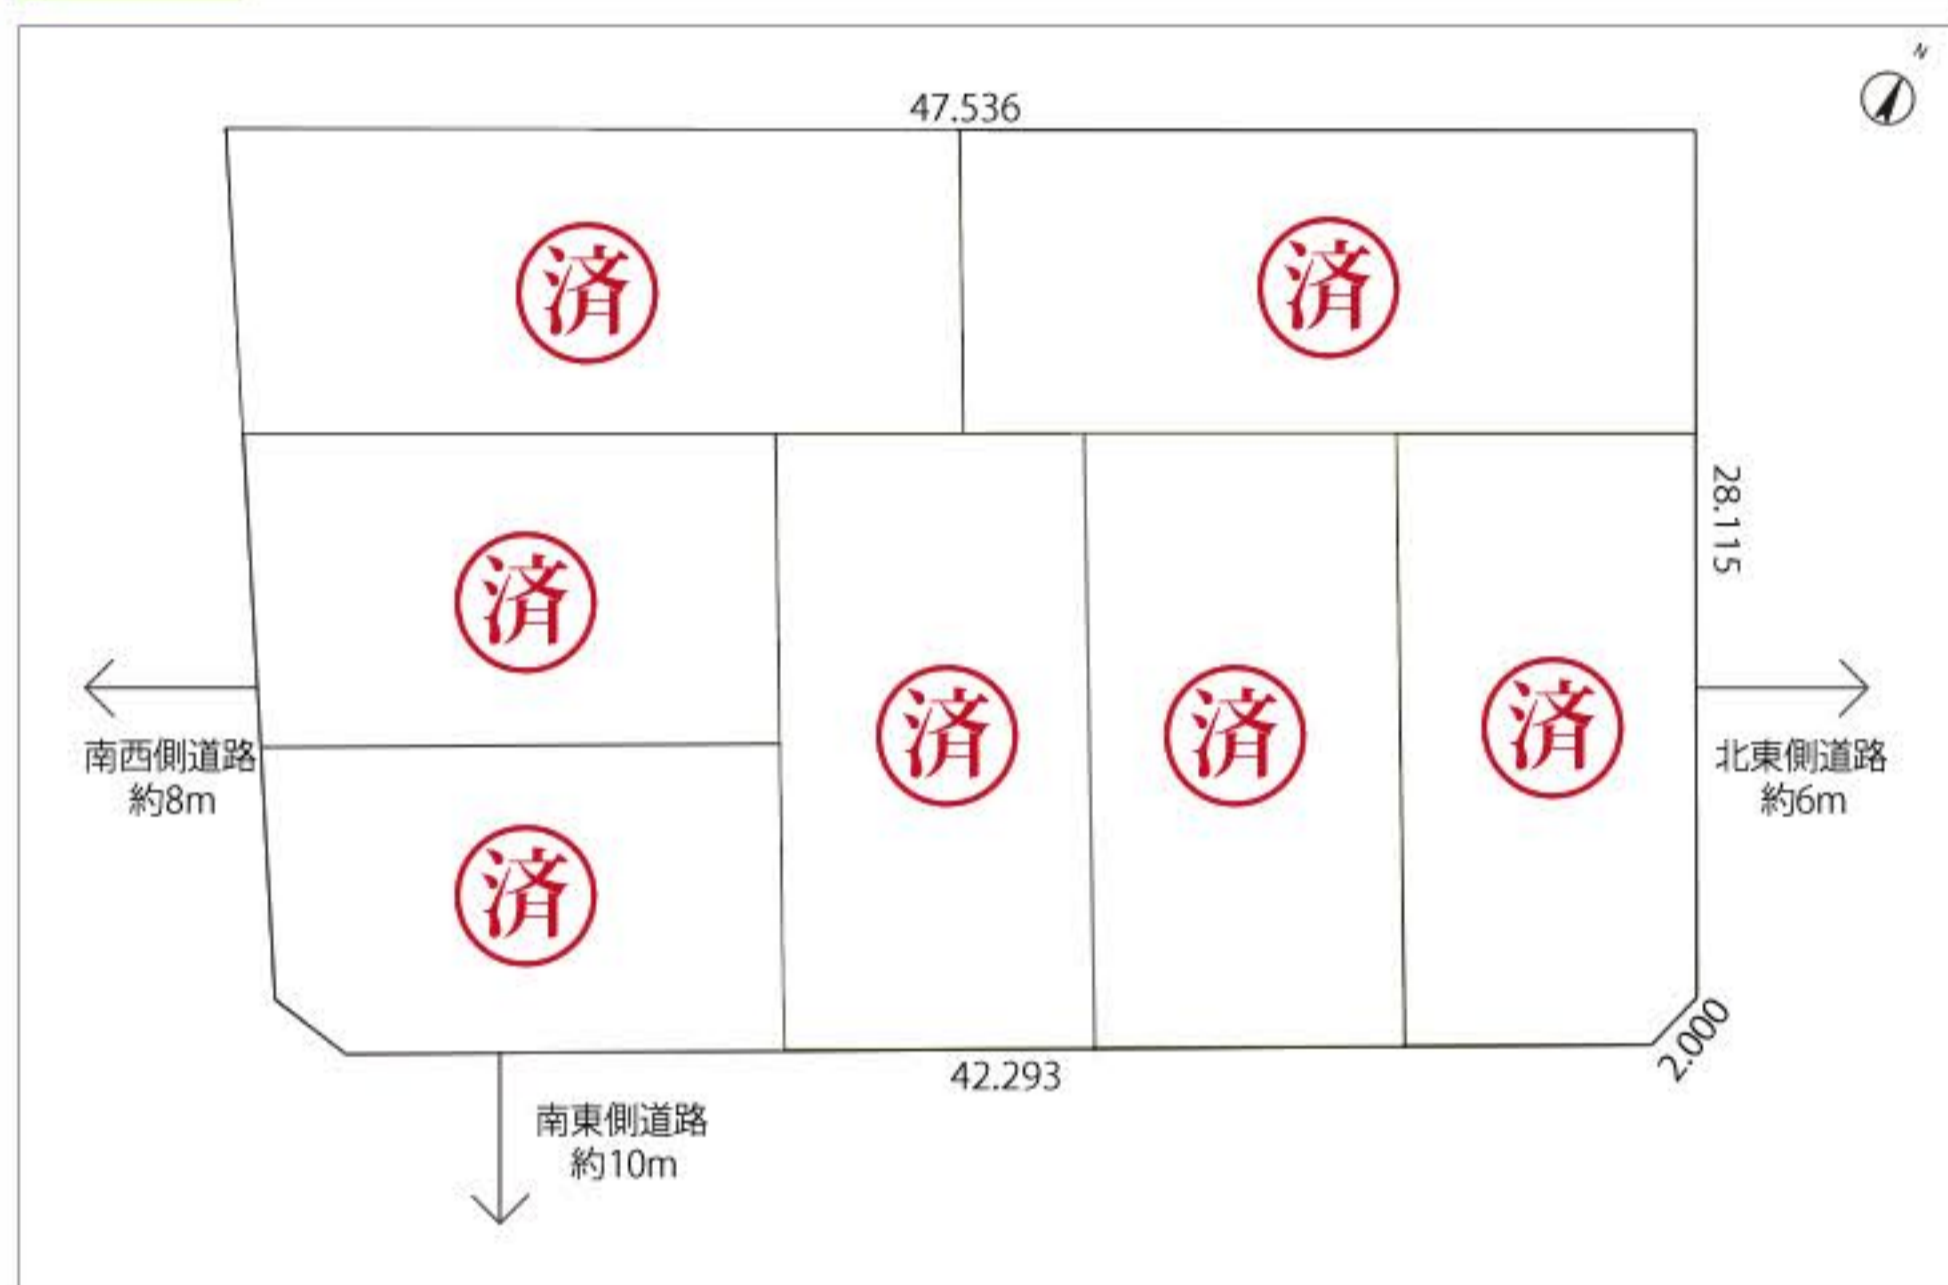 N
47.536
済
済
28.115
済
済
済
済
済
南西側道路
約8m
北東側道路
約6m
2.000
42.293
南東側道路
約10m